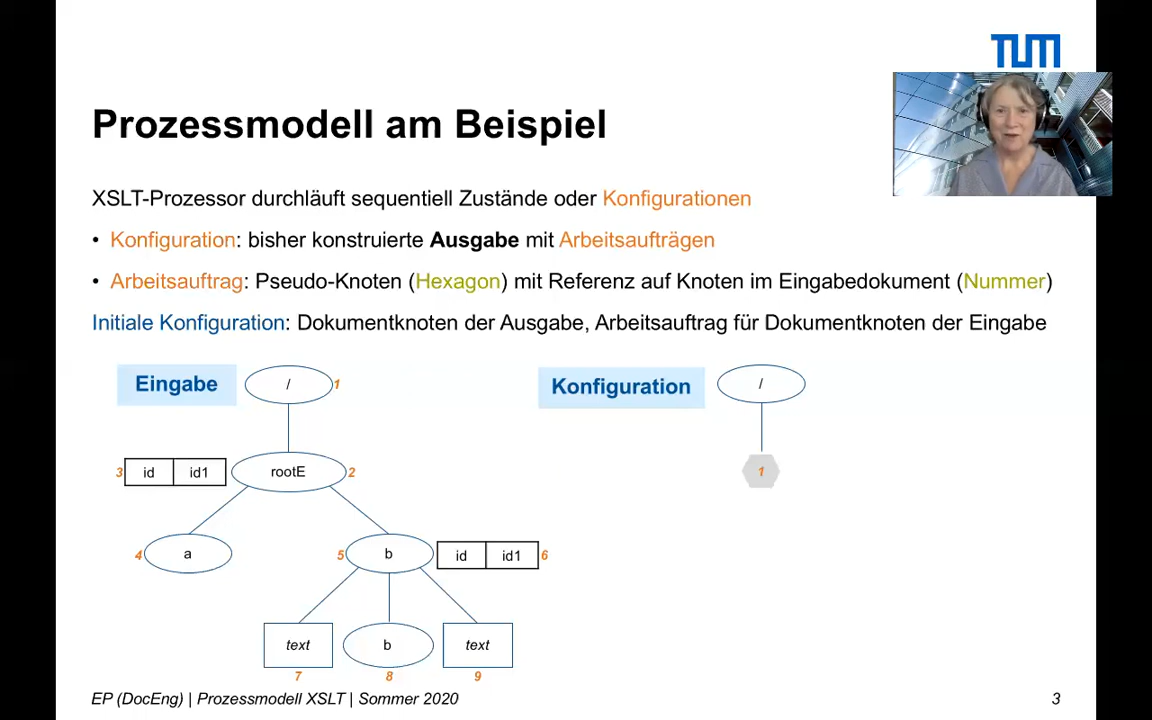 TUM
Prozessmodell am Beispiel
XSLT-Prozessor durchläuft sequentiell Zustände oder Konfigurationen
• Konfiguration: bisher konstruierte Ausgabe mit Arbeitsaufträgen
• Arbeitsauftrag: Pseudo-Knoten (Hexagon) mit Referenz auf Knoten im Eingabedokument (Nummer)
Initiale Konfiguration: Dokumentknoten der Ausgabe, Arbeitsauftrag für Dokumentknoten der Eingabe
Eingabe / 1
3 id id1 rootE 2
4 a 5 b id id1 6
text b text
7 8 9
Konfiguration /
1
EP (DocEng) | Prozessmodell XSLT | Sommer 2020 3